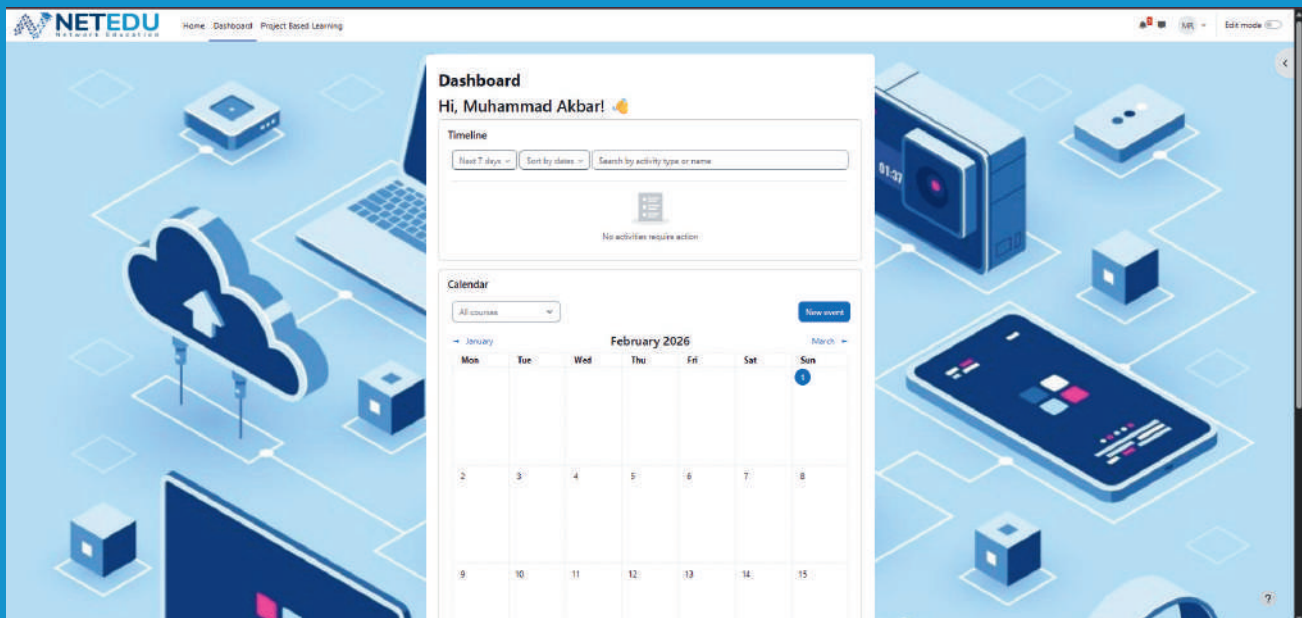 NETEDU
Network Education
Home Dashboard Project Based Learning
MR
Edit mode
Dashboard
Hi, Muhammad Akbar! 👋
Timeline
Next 7 days
Sort by dates
Search by activity type or name
No activities require action
Calendar
All courses
New event
January
February 2026
March
Mon Tue Wed Thu Fri Sat Sun
1
2 3 4 5 6 7 8
9 10 11 12 13 14 15
01:37
?